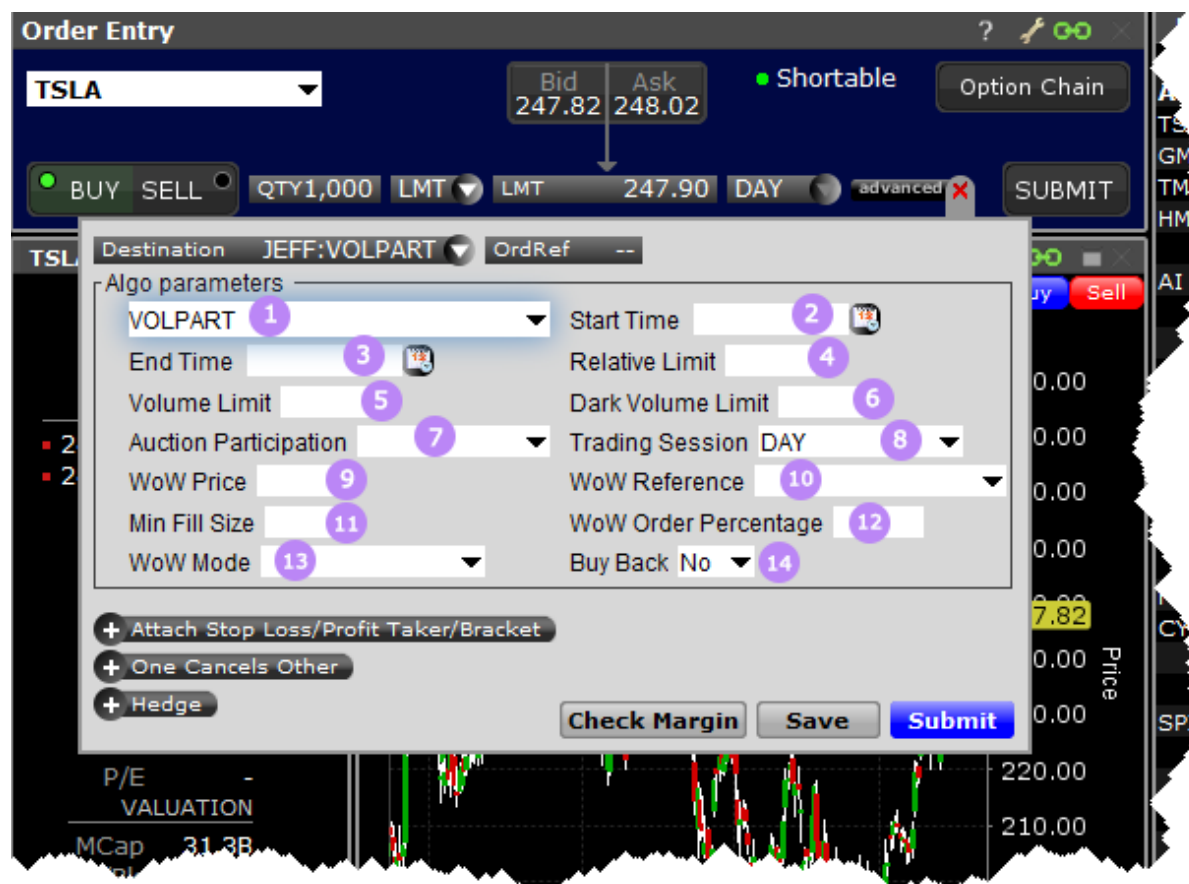 Order Entry ?
TSLA Bid Ask Shortable Option Chain
247.82 248.02
BUY SELL QTY1,000 LMT LMT 247.90 DAY advanced SUBMIT
Destination JEFF:VOLPART OrdRef --
Algo parameters
VOLPART 1 Start Time 2
End Time 3 Relative Limit 4
Volume Limit 5 Dark Volume Limit 6
Auction Participation 7 Trading Session DAY 8
WoW Price 9 WoW Reference 10
Min Fill Size 11 WoW Order Percentage 12
WoW Mode 13 Buy Back No 14
+ Attach Stop Loss/Profit Taker/Bracket
+ One Cancels Other
+ Hedge
Check Margin Save Submit
TSL
Sell
0.00
0.00
0.00
0.00
7.82
0.00
0.00
Price
220.00
210.00
P/E -
VALUATION
MCap 31.3B
GM
TM
HM
AI
CY
SP